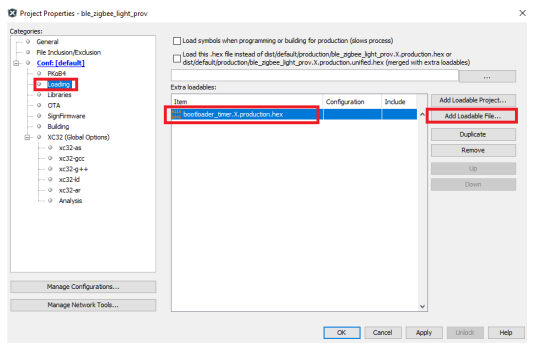 Project Properties - ble_zigbee_light_prov
Categories:
General
File Inclusion/Exclusion
Conf: [default]
PKoB4
Loading
Libraries
OTA
SignFirmware
Building
XC32 (Global Options)
xc32-as
xc32-gcc
xc32-g++
xc32-ld
xc32-ar
Analysis
Manage Configurations...
Manage Network Tools...
Load symbols when programming or building for production (slows process)
Load this .hex file instead of dist/default/production/ble_zigbee_light_prov.X.production.hex or
dist/default/production/ble_zigbee_light_prov.X.production.unified.hex (merged with extra loadables)
...
Extra loadables:
Item Configuration Include
bootloader_timer.X.production.hex
Add Loadable Project...
Add Loadable File...
Duplicate
Remove
Up
Down
OK Cancel Apply Unlock Help